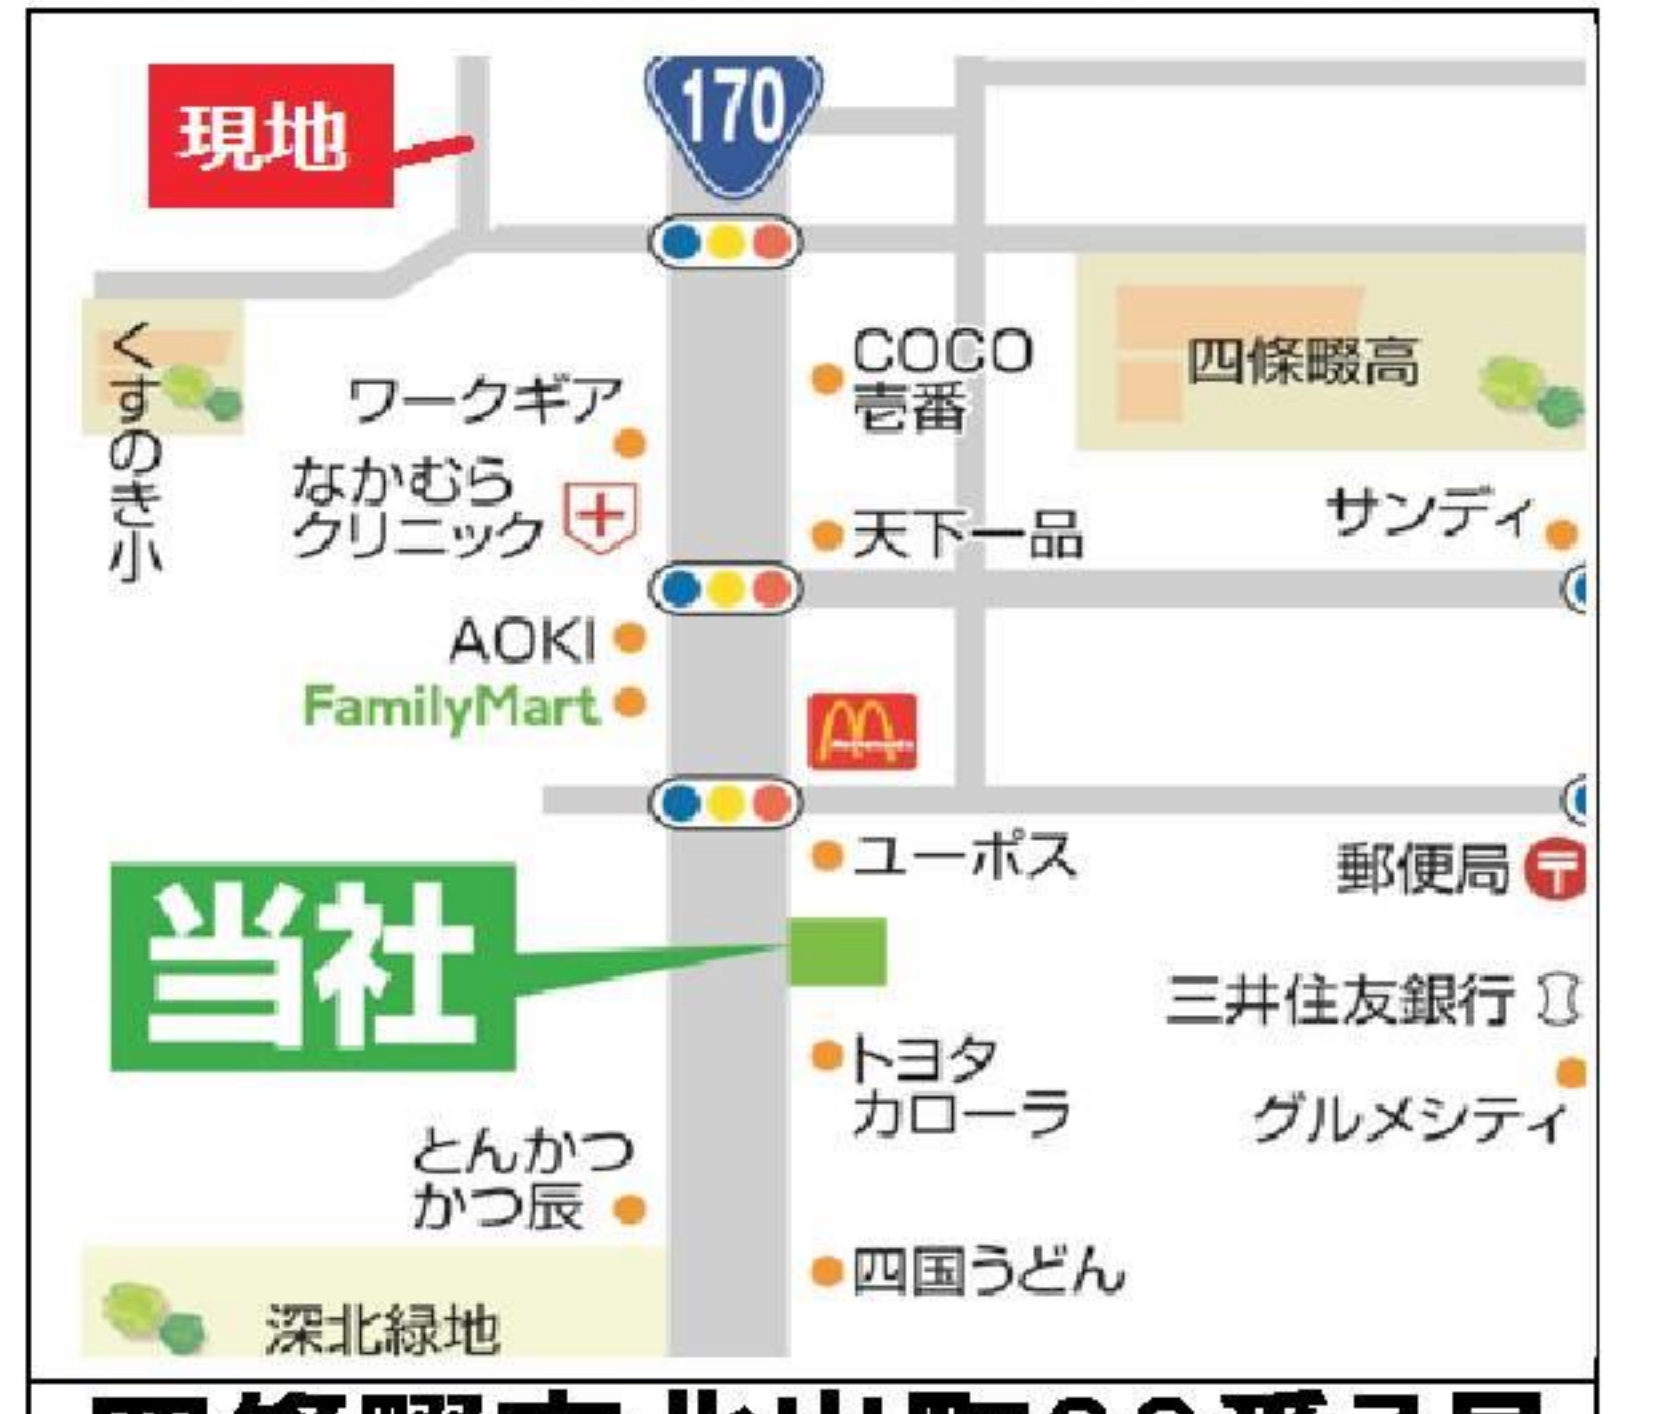 現地
170
くすのき小
ワークギア
COCO
壱番
四條畷高
なかむら
クリニック
天下一品
サンディ
AOKI
FamilyMart
McDonald's
ユーポス
郵便局
当社
三井住友銀行
トヨタ
カローラ
グルメシティ
とんかつ
かつ辰
四国うどん
深北緑地